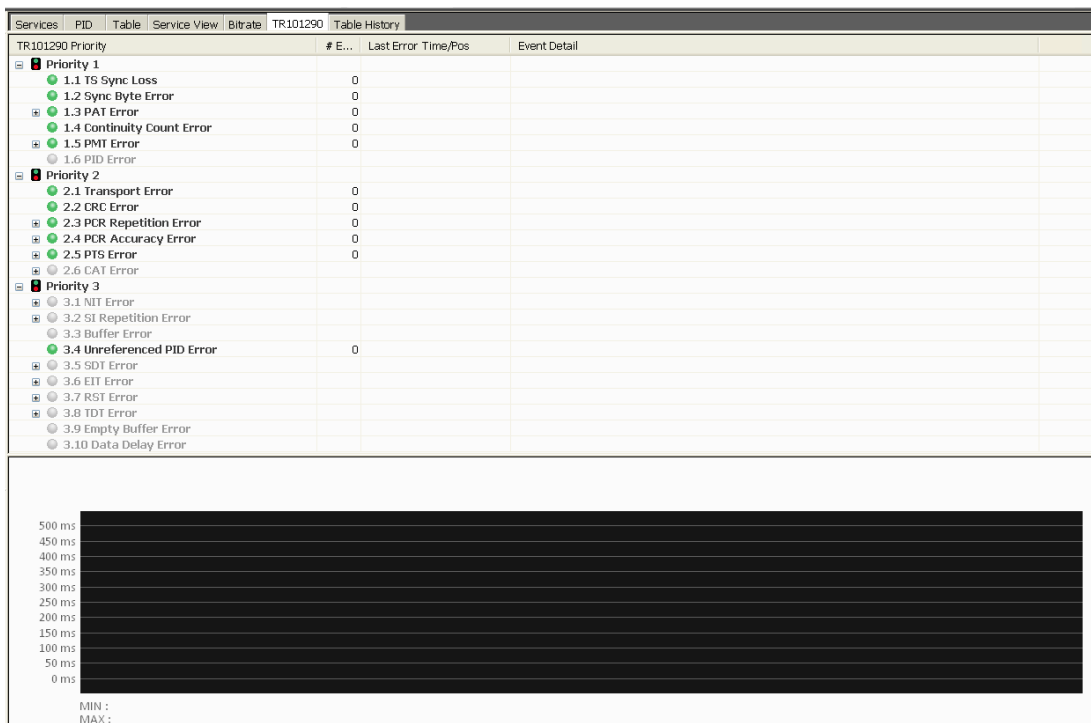 Services PID Table Service View Bitrate TR101290 Table History
TR101290 Priority # E... Last Error Time/Pos Event Detail
Priority 1
1.1 TS Sync Loss 0
1.2 Sync Byte Error 0
1.3 PAT Error 0
1.4 Continuity Count Error 0
1.5 PMT Error 0
1.6 PID Error
Priority 2
2.1 Transport Error 0
2.2 CRC Error 0
2.3 PCR Repetition Error 0
2.4 PCR Accuracy Error 0
2.5 PTS Error 0
2.6 CAT Error
Priority 3
3.1 NIT Error
3.2 SI Repetition Error
3.3 Buffer Error
3.4 Unreferenced PID Error 0
3.5 SDT Error
3.6 EIT Error
3.7 RST Error
3.8 TDT Error
3.9 Empty Buffer Error
3.10 Data Delay Error
500 ms
450 ms
400 ms
350 ms
300 ms
250 ms
200 ms
150 ms
100 ms
50 ms
0 ms
MIN :
MAX :